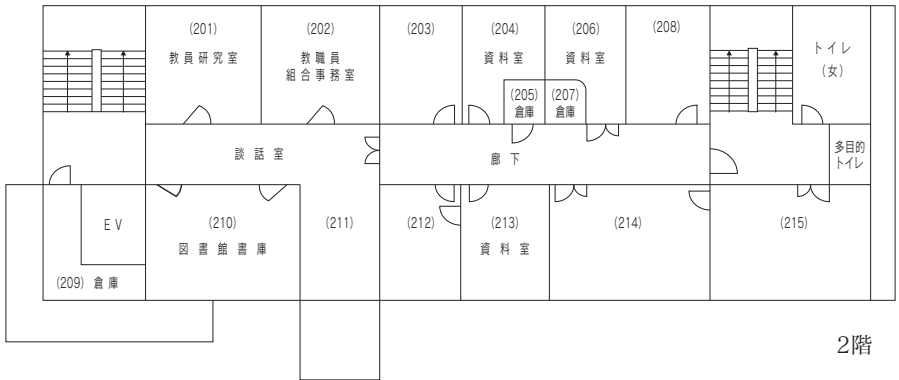 (201)
教員研究室
(202)
教職員
組合事務室
(203)
(204)
資料室
(205)
倉庫
(206)
資料室
(207)
倉庫
(208)
トイレ
(女)
談話室
廊下
多目的
トイレ
EV
(209) 倉庫
(210)
図書館書庫
(211)
(212)
(213)
資料室
(214)
(215)
2階